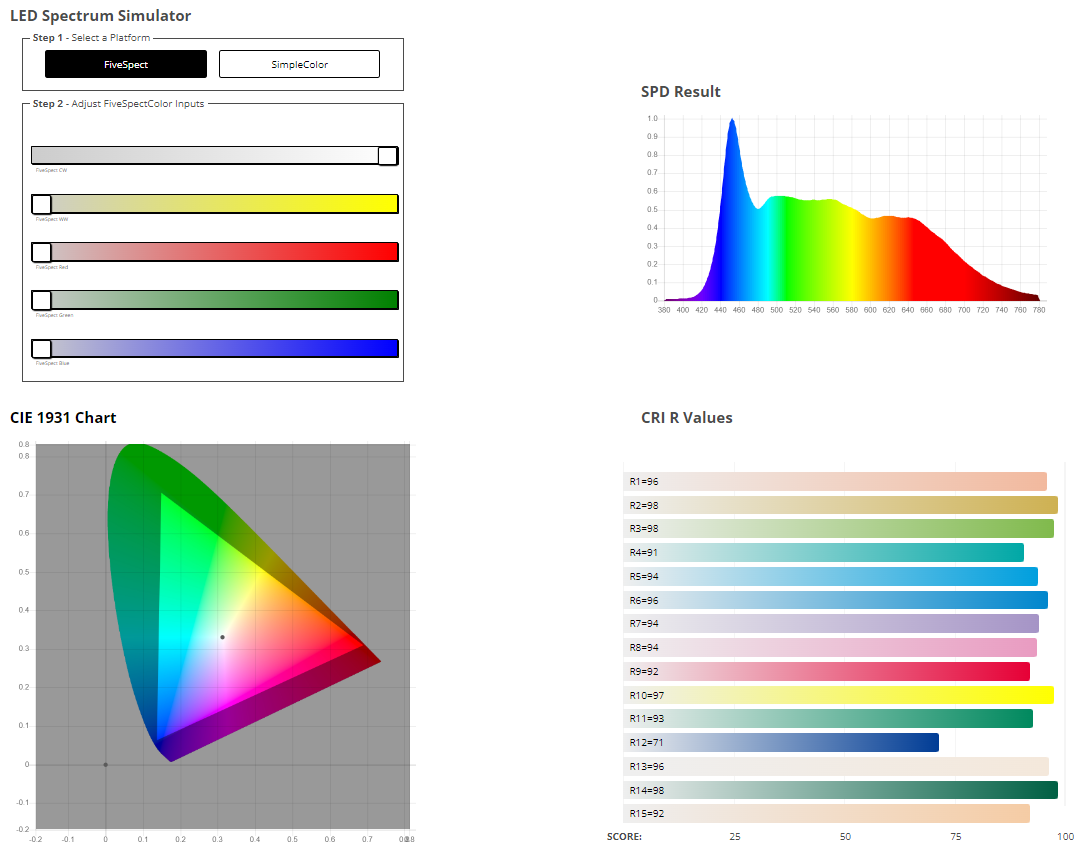 LED Spectrum Simulator
Step 1 - Select a Platform
FiveSpect SimpleColor
Step 2 - Adjust FiveSpectColor Inputs
FiveSpect CW
FiveSpect WW
FiveSpect Red
FiveSpect Green
FiveSpect Blue
SPD Result
1.0
0.9
0.8
0.7
0.6
0.5
0.4
0.3
0.2
0.1
0
380 400 420 440 460 480 500 520 540 560 580 600 620 640 660 680 700 720 740 760 780
CIE 1931 Chart
0.8
0.8
0.7
0.6
0.5
0.4
0.3
0.2
0.1
0
-0.1
-0.2
-0.2 -0.1 0 0.1 0.2 0.3 0.4 0.5 0.6 0.7
CRI R Values
R1=96
R2=98
R3=98
R4=91
R5=94
R6=96
R7=94
R8=94
R9=92
R10=97
R11=93
R12=71
R13=96
R14=98
R15=92
SCORE: 25 50 75 100